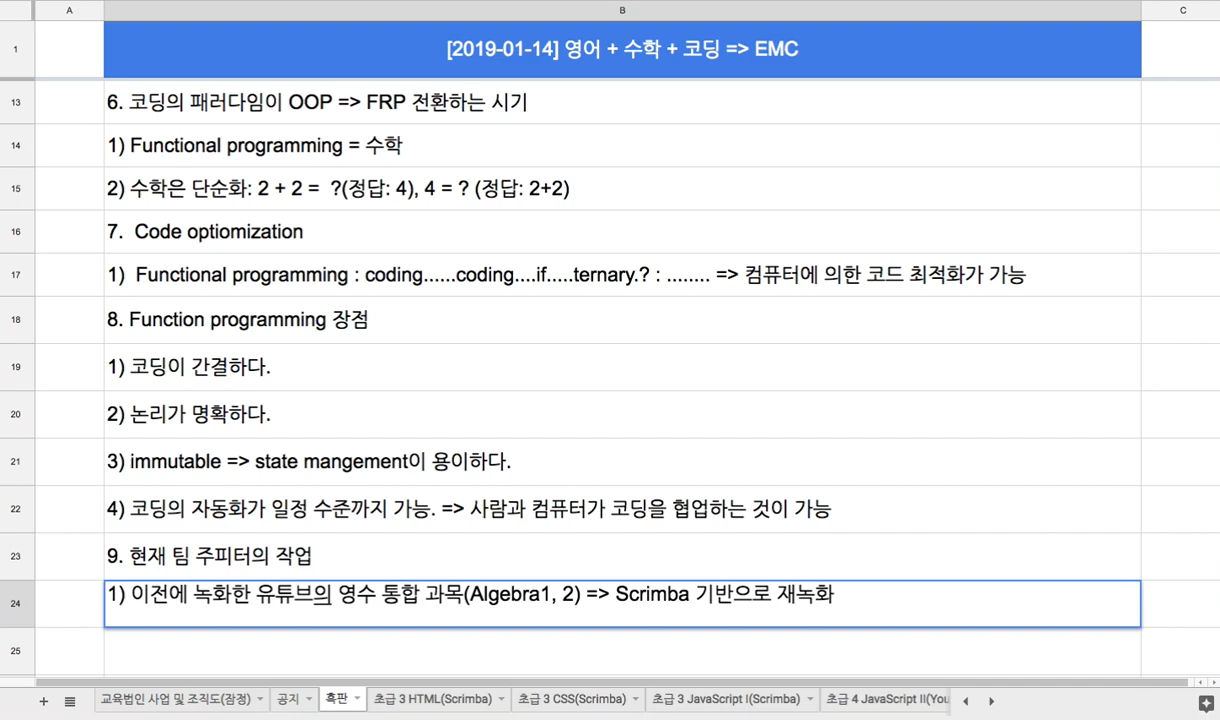 A B C
1 [2019-01-14] 영어 + 수학 + 코딩 => EMC
13 6. 코딩의 패러다임이 OOP => FRP 전환하는 시기
14 1) Functional programming = 수학
15 2) 수학은 단순화: 2 + 2 = ?(정답: 4), 4 = ? (정답: 2+2)
16 7. Code optiomization
17 1) Functional programming : coding......coding....if.....ternary.? : ........ => 컴퓨터에 의한 코드 최적화가 가능
18 8. Function programming 장점
19 1) 코딩이 간결하다.
20 2) 논리가 명확하다.
21 3) immutable => state mangement이 용이하다.
22 4) 코딩의 자동화가 일정 수준까지 가능. => 사람과 컴퓨터가 코딩을 협업하는 것이 가능
23 9. 현재 팀 주피터의 작업
24 1) 이전에 녹화한 유튜브의 영수 통합 과목(Algebra1, 2) => Scrimba 기반으로 재녹화
25
교육법인 사업 및 조직도(잠정) 공지 흑판 초급 3 HTML(Scrimba) 초급 3 CSS(Scrimba) 초급 3 JavaScript I(Scrimba) 초급 4 JavaScript II(You